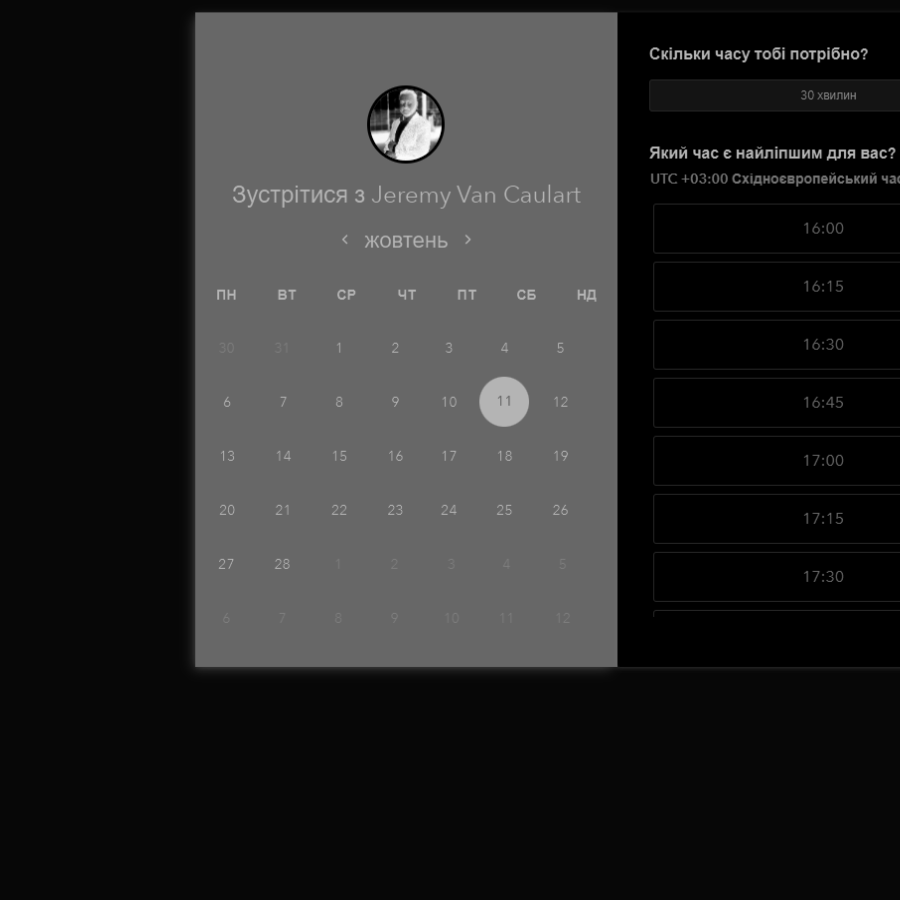 Зустрітися з Jeremy Van Caulart
жовтень
ПН ВТ СР ЧТ ПТ СБ НД
30 31 1 2 3 4 5
6 7 8 9 10 11 12
13 14 15 16 17 18 19
20 21 22 23 24 25 26
27 28 1 2 3 4 5
6 7 8 9 10 11 12
Скільки часу тобі потрібно?
30 хвилин
Який час є найліпшим для вас?
UTC +03:00 Східноєвропейський час
16:00
16:15
16:30
16:45
17:00
17:15
17:30